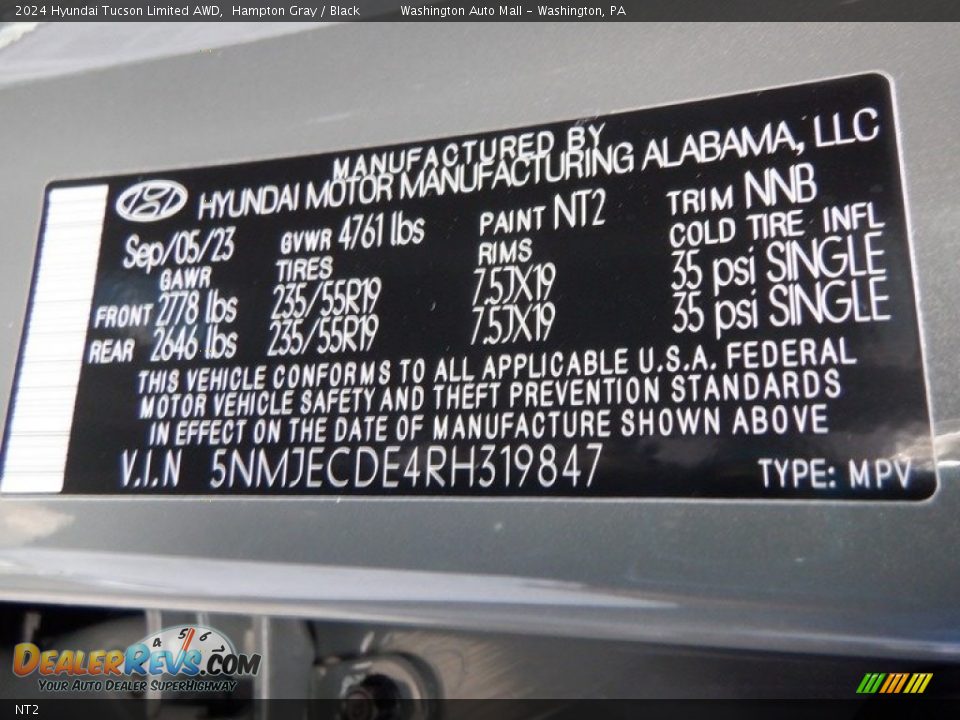 2024 Hyundai Tucson Limited AWD,  Hampton Gray / Black     Washington Auto Mall - Washington, PA
MANUFACTURED BY
HYUNDAI MOTOR MANUFACTURING ALABAMA, LLC
Sep/05/23 GVWR 4761 lbs PAINT NT2 TRIM NNB
GAWR TIRES RIMS COLD TIRE INFL
FRONT 2778 lbs 235/55R19 7.5JX19 35 psi SINGLE
REAR 2646 lbs 235/55R19 7.5JX19 35 psi SINGLE
THIS VEHICLE CONFORMS TO ALL APPLICABLE U.S.A. FEDERAL
MOTOR VEHICLE SAFETY AND THEFT PREVENTION STANDARDS
IN EFFECT ON THE DATE OF MANUFACTURE SHOWN ABOVE
V.I.N 5NMJECDE4RH319847 TYPE: MPV
4 5 6 7
DealerRevs.com
Your Auto Dealer SuperHighway
NT2